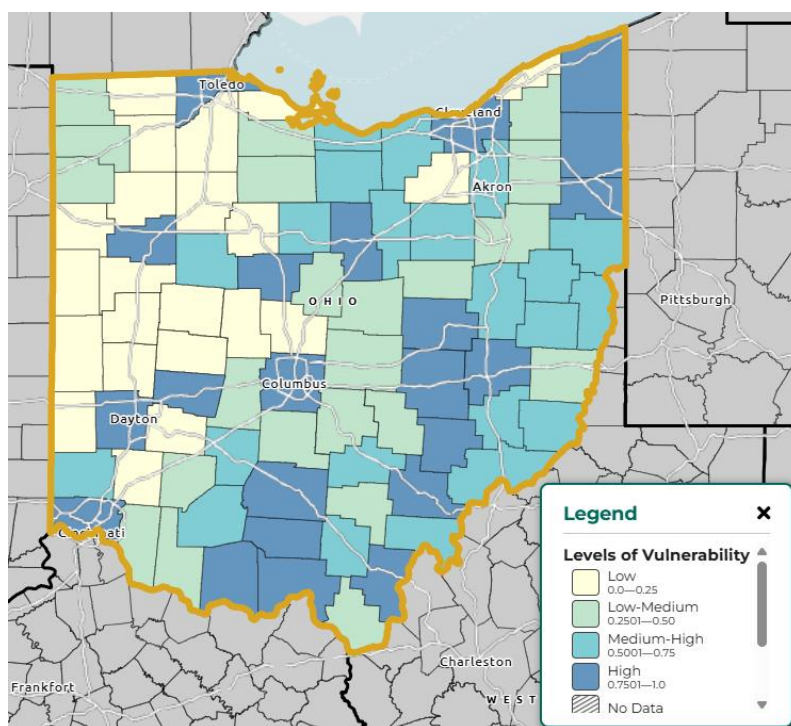 Toledo
Cleveland
Akron
OHIO
Pittsburgh
Columbus
Dayton
Cincinnati
Charleston
Frankfort
WEST
Legend ×
Levels of Vulnerability
Low
0.0—0.25
Low-Medium
0.2501—0.50
Medium-High
0.5001—0.75
High
0.7501—1.0
No Data